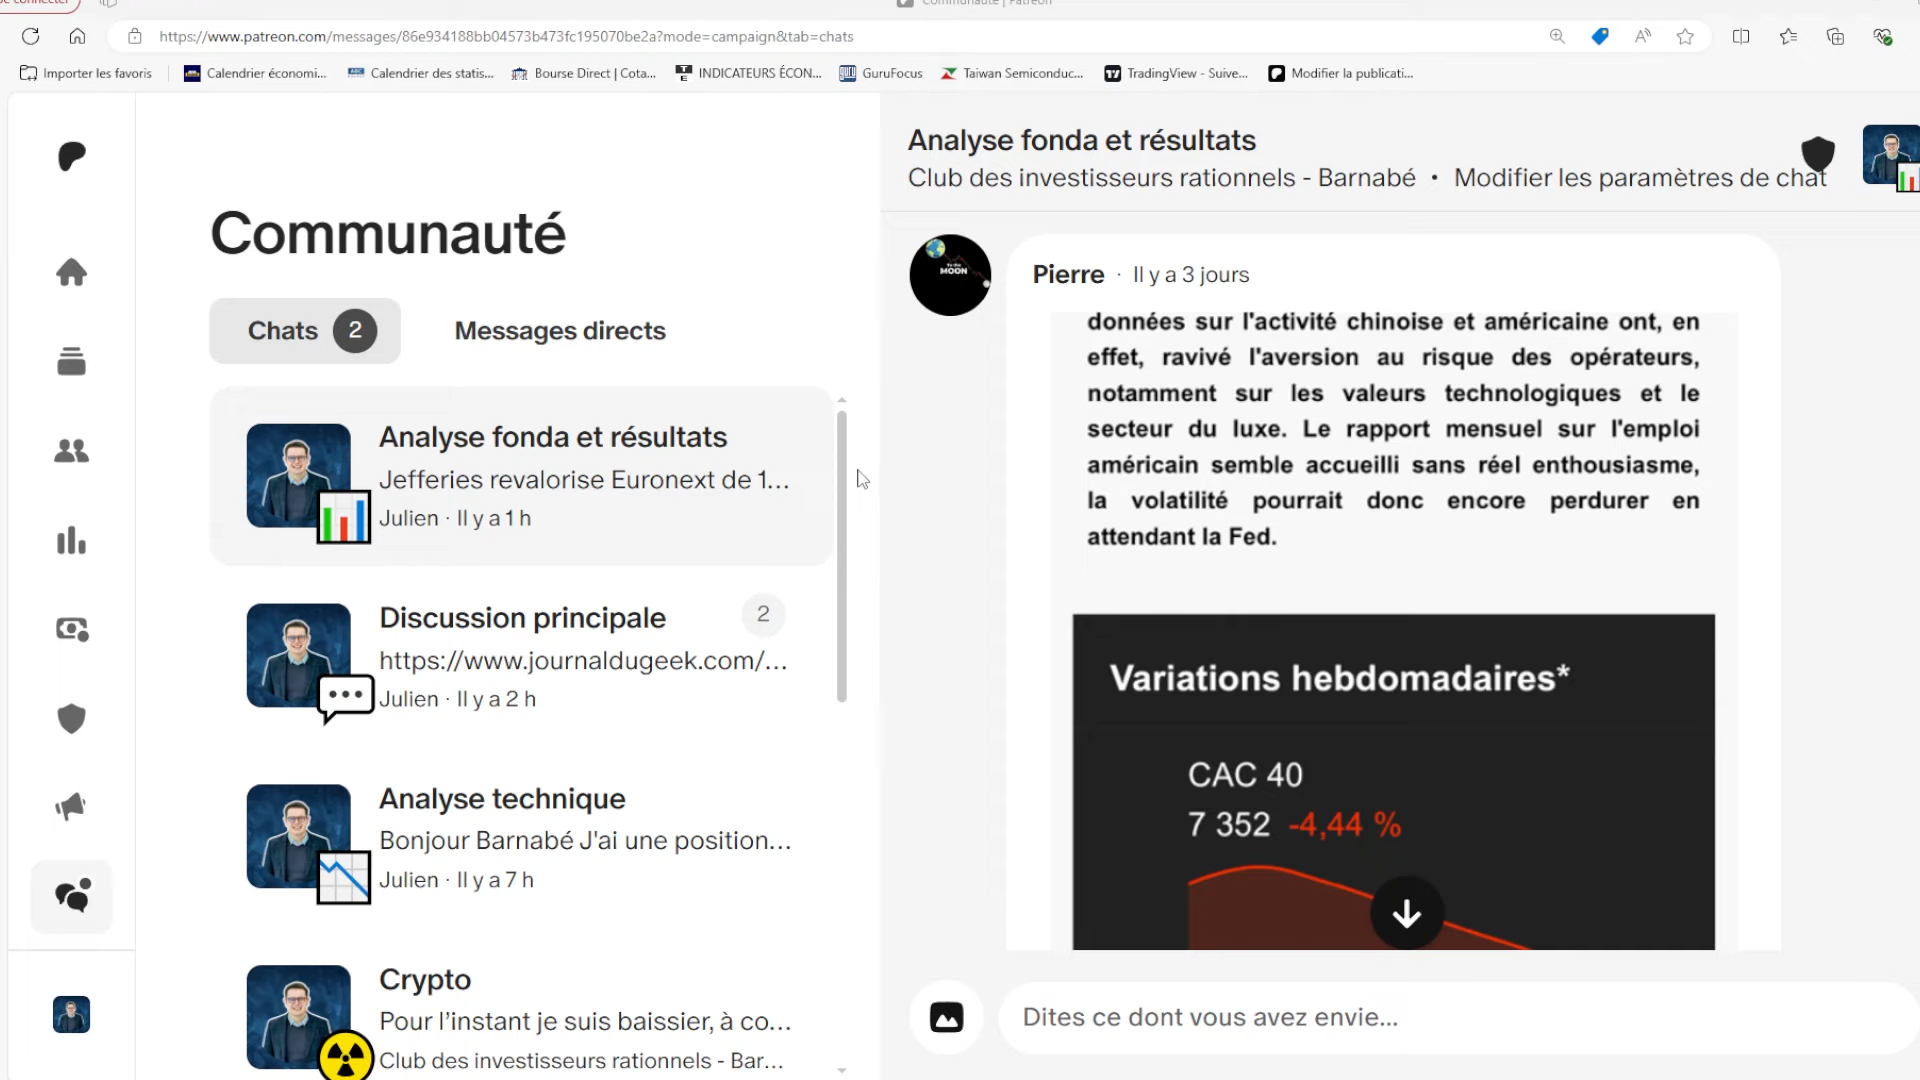 Communauté | Patreon
https://www.patreon.com/messages/86e934188bb04573b473fc195070be2a?mode=campaign&tab=chats
Importer les favoris
Calendrier économi...
Calendrier des statis...
Bourse Direct | Cota...
INDICATEURS ÉCON...
GuruFocus
Taiwan Semiconduc...
TradingView - Suive...
Modifier la publicati...
Communauté
Chats 2
Messages directs
Analyse fonda et résultats
Jefferies revalorise Euronext de 1...
Julien · Il y a 1 h
Discussion principale 2
https://www.journaldugeek.com/...
Julien · Il y a 2 h
Analyse technique
Bonjour Barnabé J'ai une position...
Julien · Il y a 7 h
Crypto
Pour l'instant je suis baissier, à co...
Club des investisseurs rationnels - Bar...
Analyse fonda et résultats
Club des investisseurs rationnels - Barnabé • Modifier les paramètres de chat
MOON
Pierre · Il y a 3 jours
données sur l'activité chinoise et américaine ont, en
effet, ravivé l'aversion au risque des opérateurs,
notamment sur les valeurs technologiques et le
secteur du luxe. Le rapport mensuel sur l'emploi
américain semble accueilli sans réel enthousiasme,
la volatilité pourrait donc encore perdurer en
attendant la Fed.
Variations hebdomadaires*
CAC 40
7 352 -4,44 %
Dites ce dont vous avez envie...